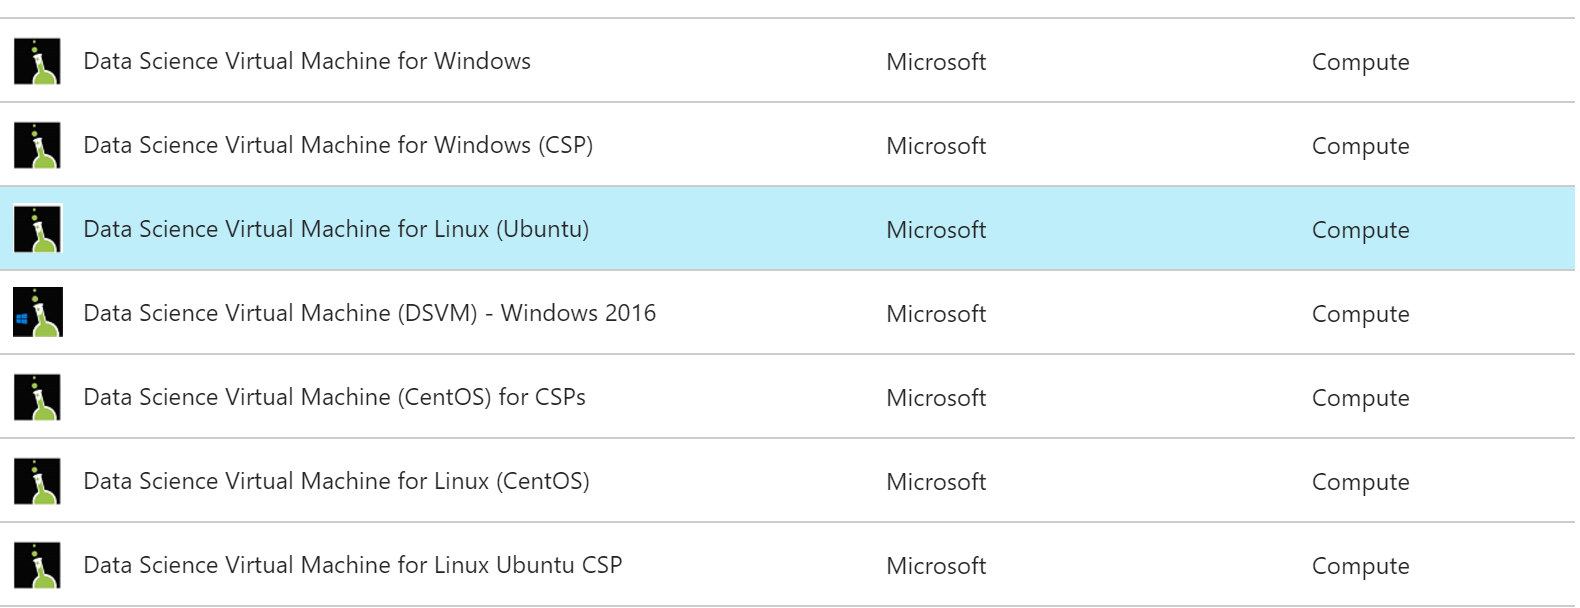 Data Science Virtual Machine for Windows Microsoft Compute
Data Science Virtual Machine for Windows (CSP) Microsoft Compute
Data Science Virtual Machine for Linux (Ubuntu) Microsoft Compute
Data Science Virtual Machine (DSVM) - Windows 2016 Microsoft Compute
Data Science Virtual Machine (CentOS) for CSPs Microsoft Compute
Data Science Virtual Machine for Linux (CentOS) Microsoft Compute
Data Science Virtual Machine for Linux Ubuntu CSP Microsoft Compute